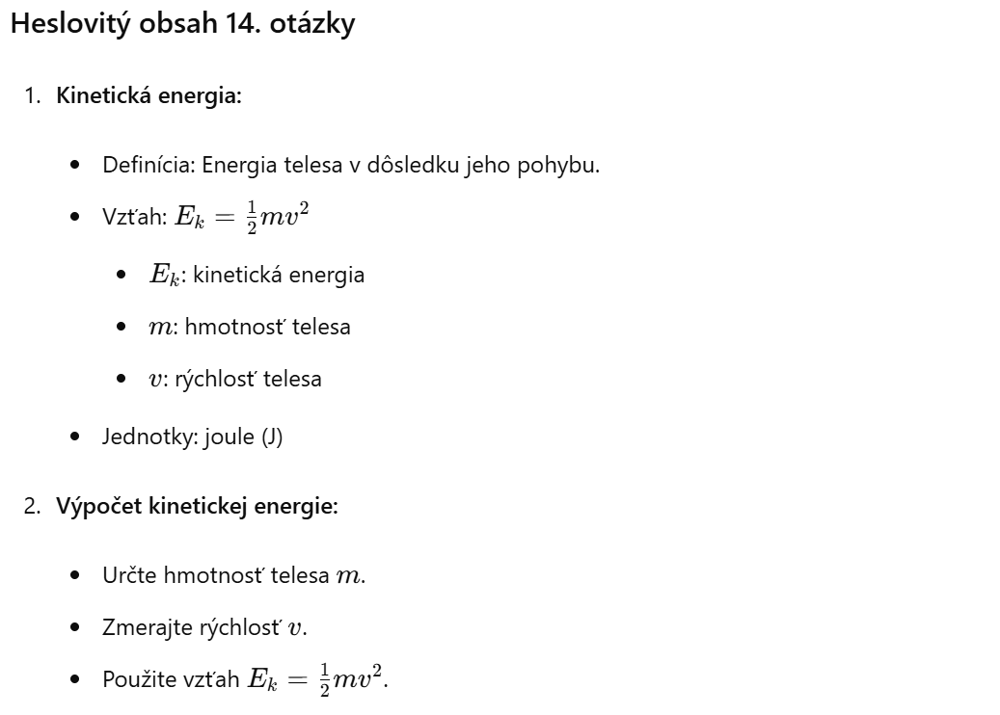 Heslovitý obsah 14. otázky
1. Kinetická energia:
• Definícia: Energia telesa v dôsledku jeho pohybu.
• Vzťah: $E_k = \frac{1}{2}mv^2$
• $E_k$: kinetická energia
• $m$: hmotnosť telesa
• $v$: rýchlosť telesa
• Jednotky: joule (J)
2. Výpočet kinetickej energie:
• Určte hmotnosť telesa $m$.
• Zmerajte rýchlosť $v$.
• Použite vzťah $E_k = \frac{1}{2}mv^2$.